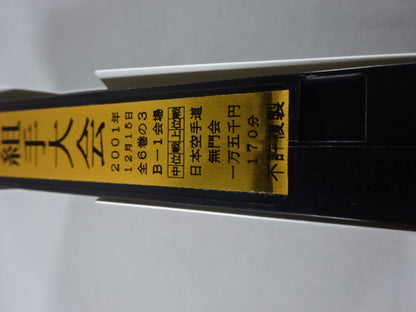 組手大会
2001年
12月15日
全6巻の3
B-1会場
中位戦上位戦
日本空手道
無門会
一万五千円
170分
不許複製